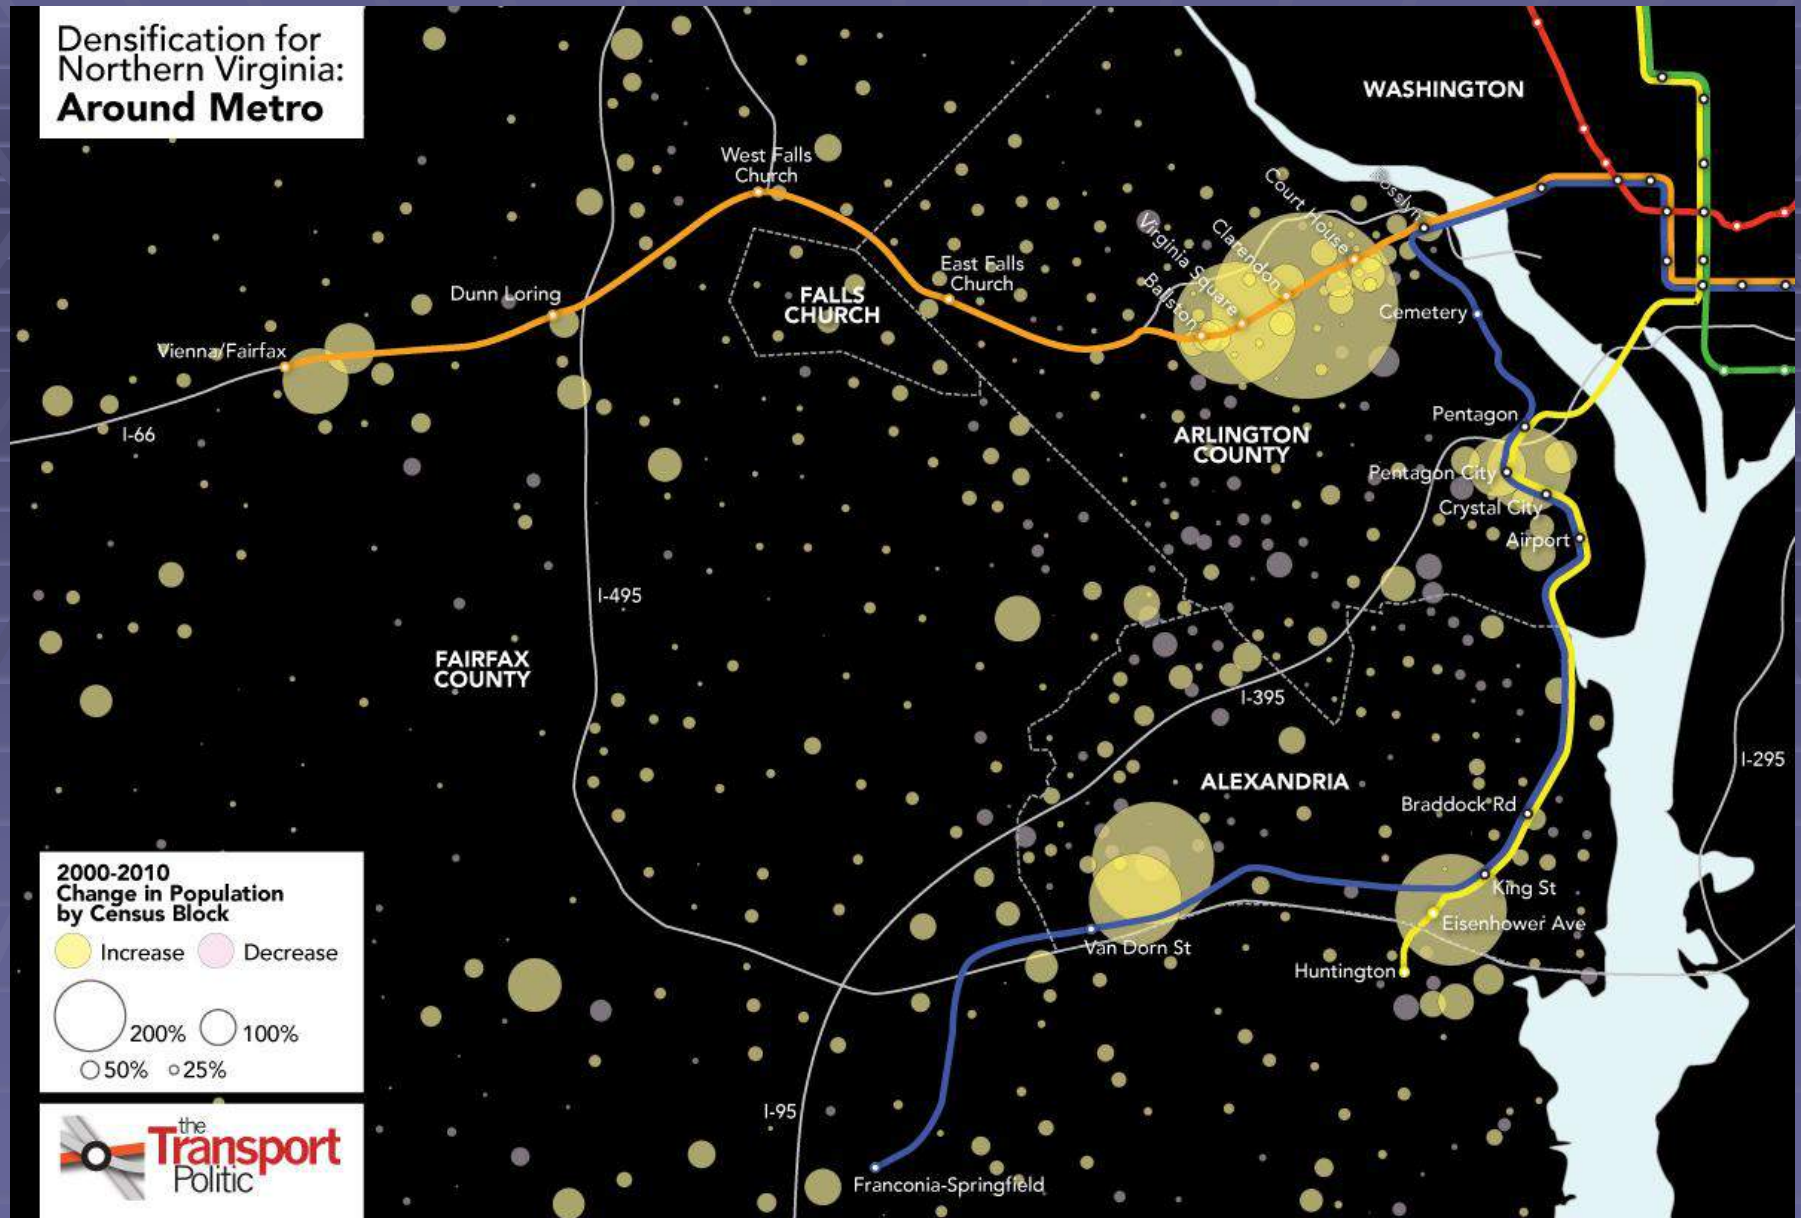 Densification for
Northern Virginia:
Around Metro
WASHINGTON
West Falls
Church
Court House
Rosslyn
Virginia Square
Clarendon
East Falls
Church
Dunn Loring
Ballston
FALLS
CHURCH
Cemetery
Vienna/Fairfax
Pentagon
I-66
ARLINGTON
COUNTY
Pentagon City
Crystal City
Airport
I-495
FAIRFAX
COUNTY
I-395
I-295
ALEXANDRIA
Braddock Rd
2000-2010
Change in Population
by Census Block
Increase Decrease
200% 100%
50% 25%
King St
Eisenhower Ave
Van Dorn St
Huntington
I-95
the
Transport
Politic
Franconia-Springfield